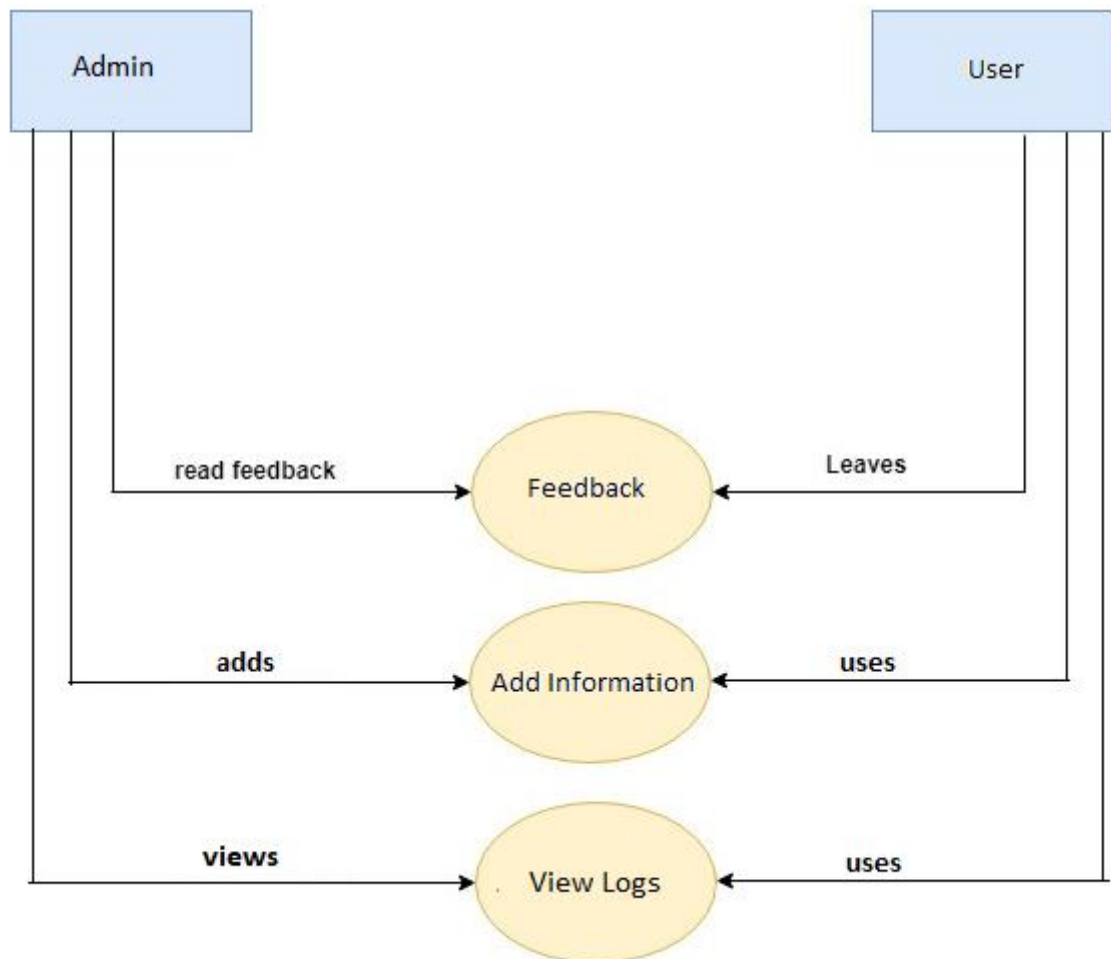 Admin
User
read feedback
Leaves
Feedback
adds
uses
Add Information
views
uses
View Logs